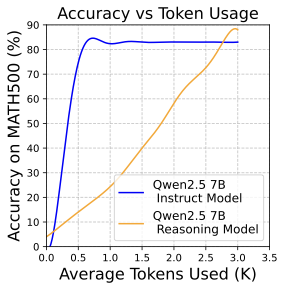 Accuracy vs Token Usage
Accuracy on MATH500 (%)
90
80
70
60
50
40
30
20
10
0
Qwen2.5 7B
Instruct Model
Qwen2.5 7B
Reasoning Model
0.0 0.5 1.0 1.5 2.0 2.5 3.0 3.5
Average Tokens Used (K)